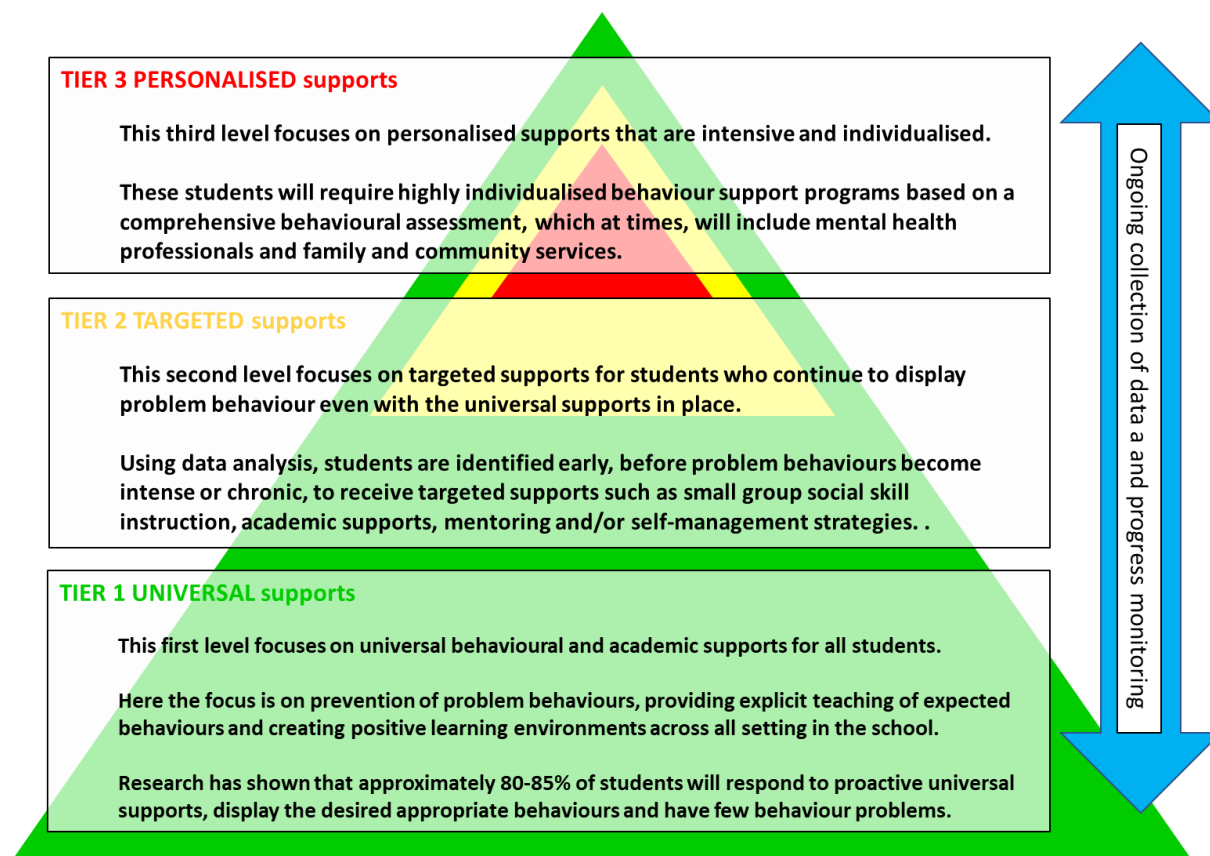 TIER 3 PERSONALISED supports
This third level focuses on personalised supports that are intensive and individualised.
These students will require highly individualised behaviour support programs based on a
comprehensive behavioural assessment, which at times, will include mental health
professionals and family and community services.
TIER 2 TARGETED supports
This second level focuses on targeted supports for students who continue to display
problem behaviour even with the universal supports in place.
Using data analysis, students are identified early, before problem behaviours become
intense or chronic, to receive targeted supports such as small group social skill
instruction, academic supports, mentoring and/or self-management strategies. .
TIER 1 UNIVERSAL supports
This first level focuses on universal behavioural and academic supports for all students.
Here the focus is on prevention of problem behaviours, providing explicit teaching of expected
behaviours and creating positive learning environments across all setting in the school.
Research has shown that approximately 80-85% of students will respond to proactive universal
supports, display the desired appropriate behaviours and have few behaviour problems.
Ongoing collection of data a and progress monitoring